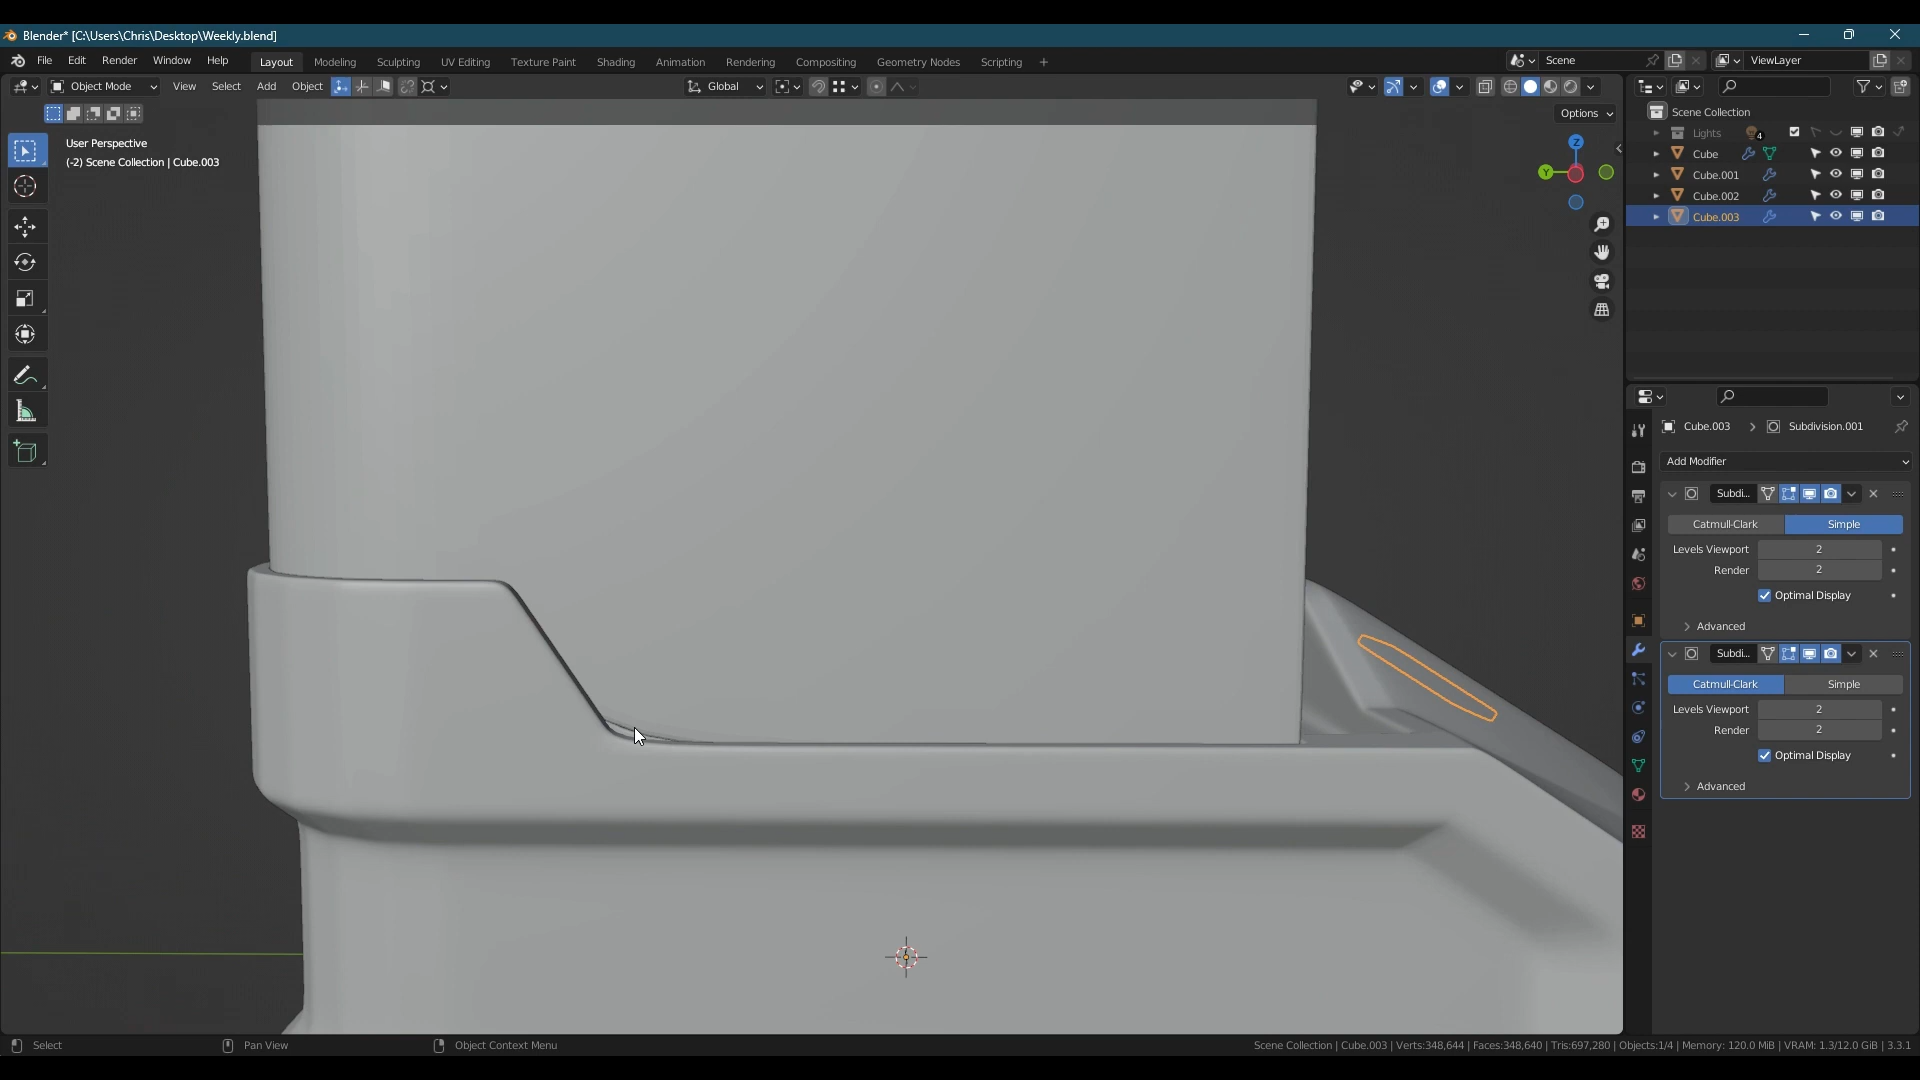 Blender* [C:\Users\Chris\Desktop\Weekly.blend]
File Edit Render Window Help Layout Modeling Sculpting UV Editing Texture Paint Shading Animation Rendering Compositing Geometry Nodes Scripting + Scene ViewLayer
Object Mode View Select Add Object Global
Options
User Perspective
(-2) Scene Collection | Cube.003
Z
Y
Scene Collection
Lights 4
Cube
Cube.001
Cube.002
Cube.003
Cube.003 > Subdivision.001
Add Modifier
Subdi...
Catmull-Clark Simple
Levels Viewport 2
Render 2
Optimal Display
Advanced
Subdi...
Catmull-Clark Simple
Levels Viewport 2
Render 2
Optimal Display
Advanced
Select Pan View Object Context Menu
Scene Collection | Cube.003 | Verts:348,644 | Faces:348,640 | Tris:697,280 | Objects:1/4 | Memory: 120.0 MiB | VRAM: 1.3/12.0 GiB | 3.3.1